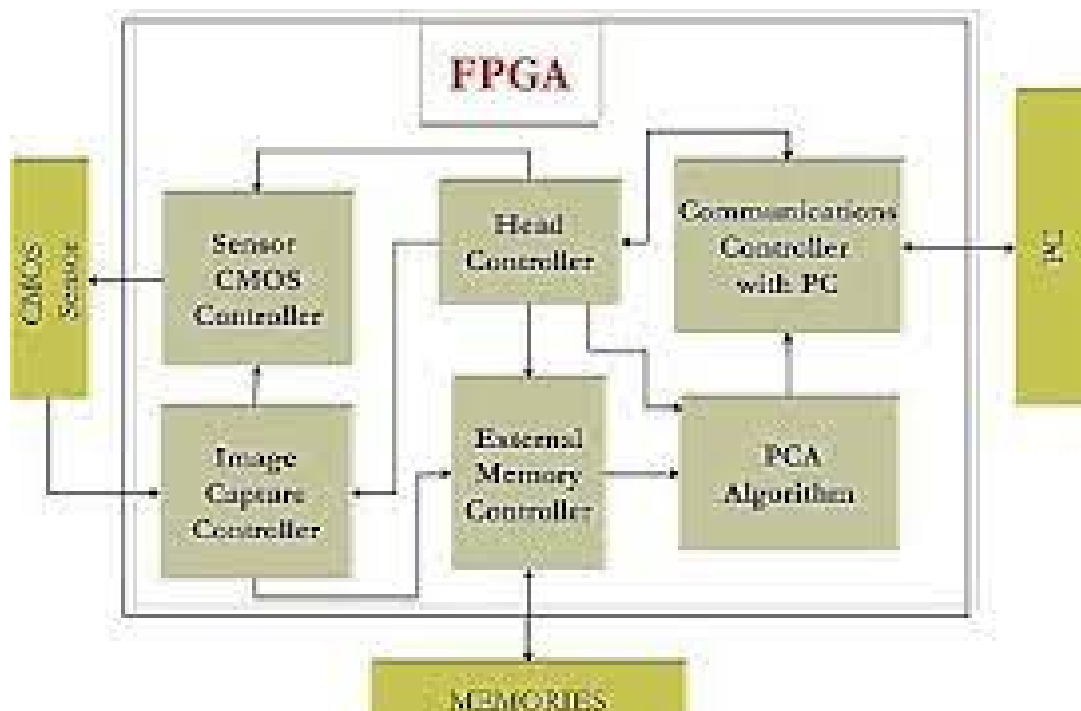 FPGA
CMOS
Sensor
Sensor
CMOS
Controller
Head
Controller
Communications
Controller
with PC
PC
Image
Capture
Controller
External
Memory
Controller
PCA
Algorithm
MEMORIES